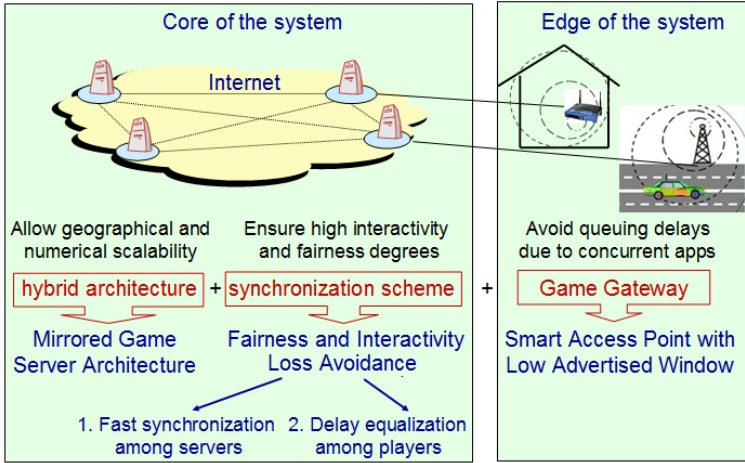 Core of the system
Edge of the system
Internet
Allow geographical and
numerical scalability
Ensure high interactivity
and fairness degrees
Avoid queuing delays
due to concurrent apps
hybrid architecture + synchronization scheme + Game Gateway
Mirrored Game
Server Architecture
Fairness and Interactivity
Loss Avoidance
Smart Access Point with
Low Advertised Window
1. Fast synchronization
among servers
2. Delay equalization
among players